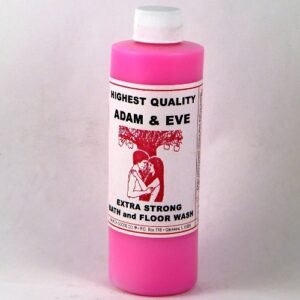 HIGHEST QUALITY
ADAM & EVE
EXTRA STRONG
BATH and FLOOR WASH